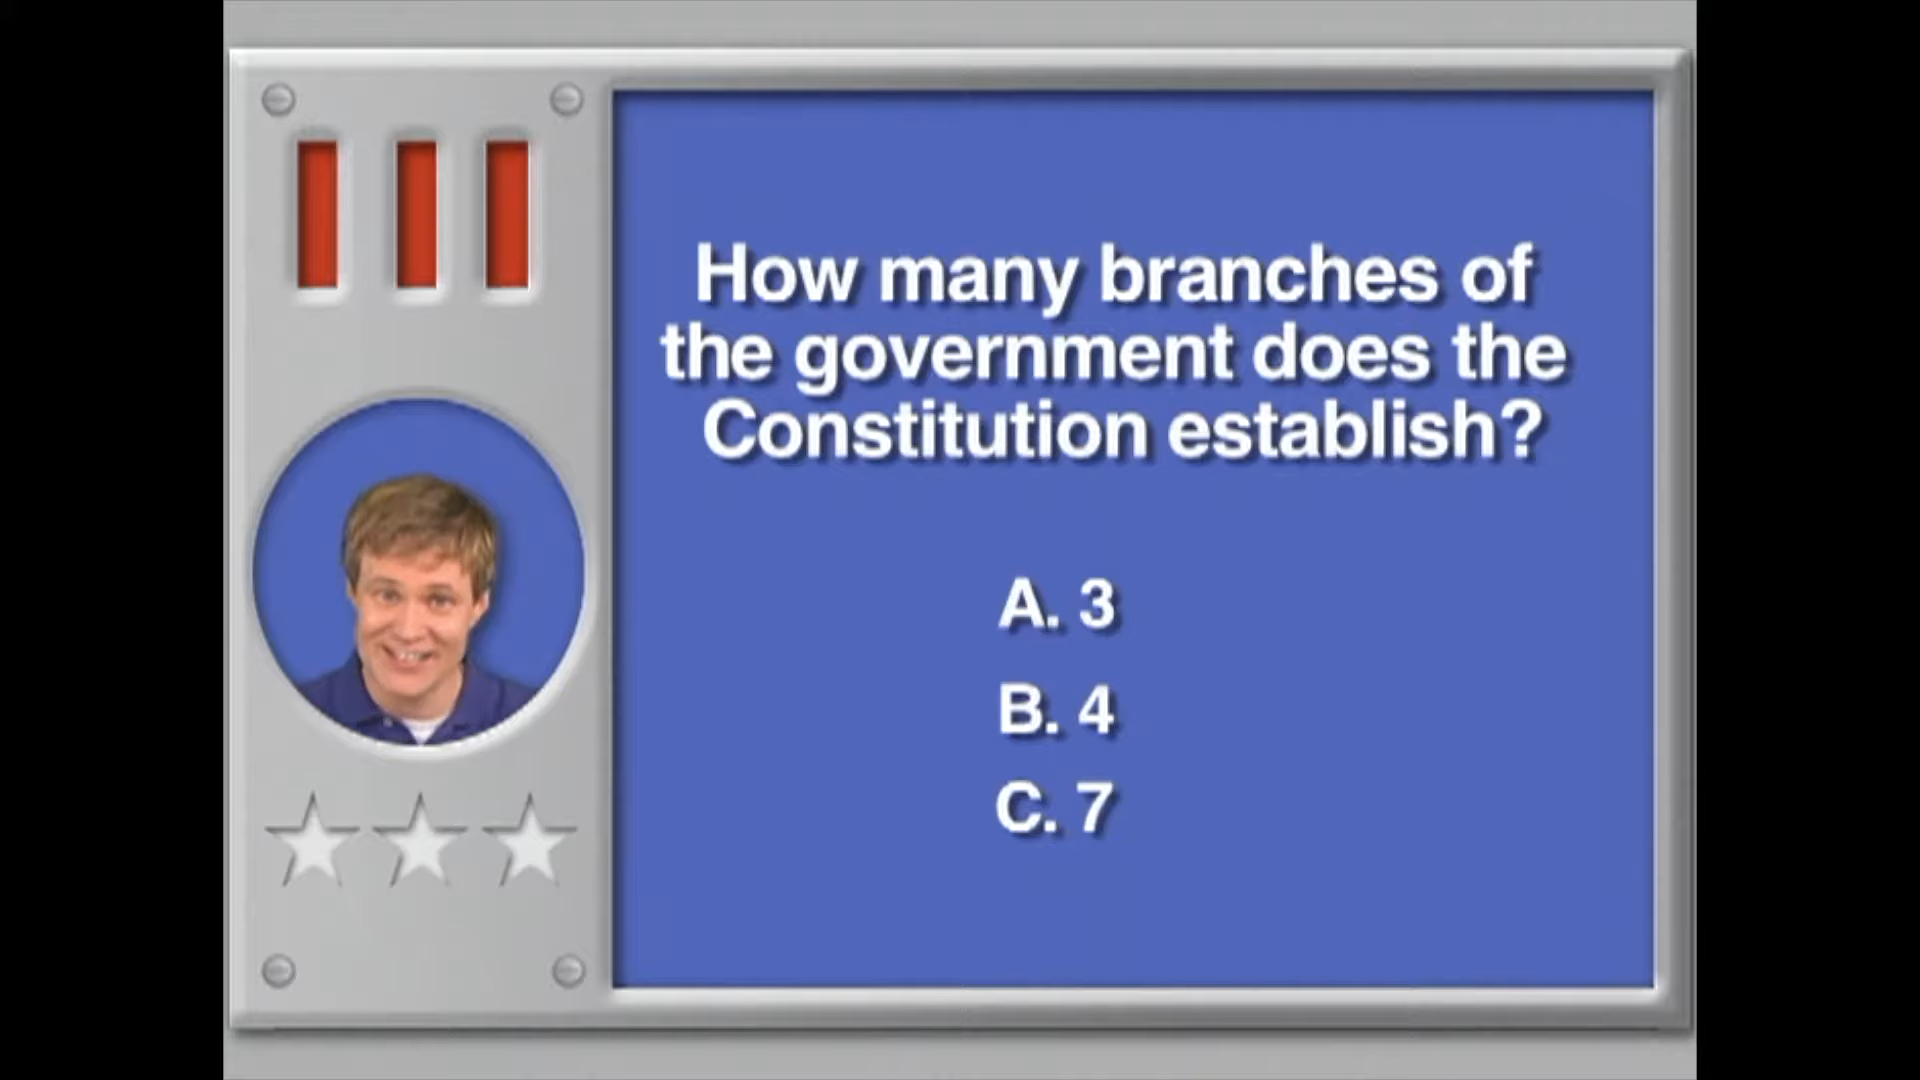 How many branches of
the government does the
Constitution establish?
A. 3
B. 4
C. 7